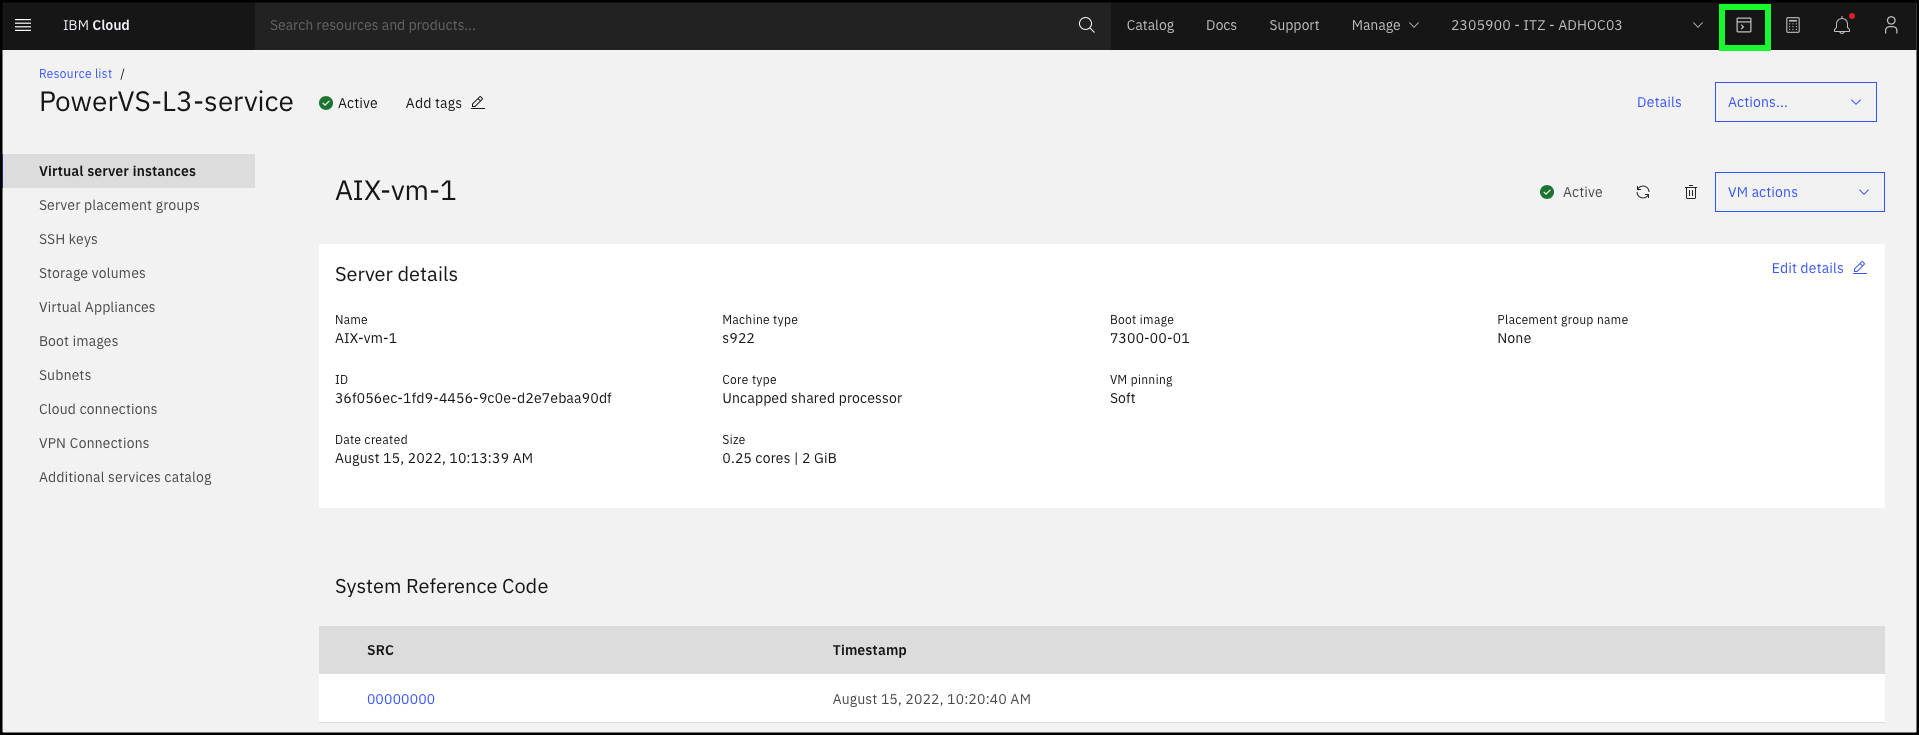 IBM Cloud
Search resources and products...
Catalog
Docs
Support
Manage
2305900 - ITZ - ADHOC03
Resource list /
PowerVS-L3-service
Active
Add tags
Details
Actions...
Virtual server instances
Server placement groups
SSH keys
Storage volumes
Virtual Appliances
Boot images
Subnets
Cloud connections
VPN Connections
Additional services catalog
AIX-vm-1
Active
VM actions
Server details
Edit details
Name
AIX-vm-1
Machine type
s922
Boot image
7300-00-01
Placement group name
None
ID
36f056ec-1fd9-4456-9c0e-d2e7ebaa90df
Core type
Uncapped shared processor
VM pinning
Soft
Date created
August 15, 2022, 10:13:39 AM
Size
0.25 cores | 2 GiB
System Reference Code
SRC
Timestamp
00000000
August 15, 2022, 10:20:40 AM